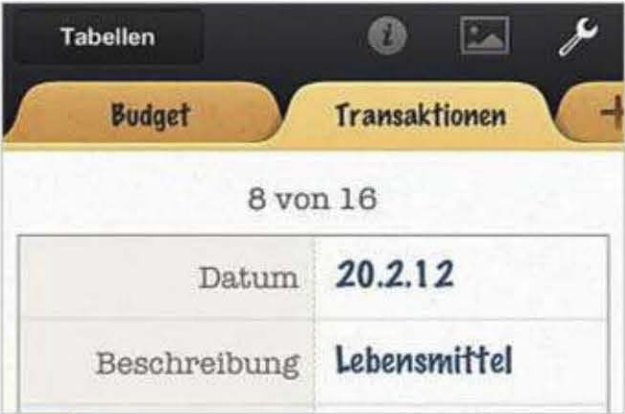 Tabellen
Budget
Transaktionen
8 von 16
Datum 20.2.12
Beschreibung Lebensmittel